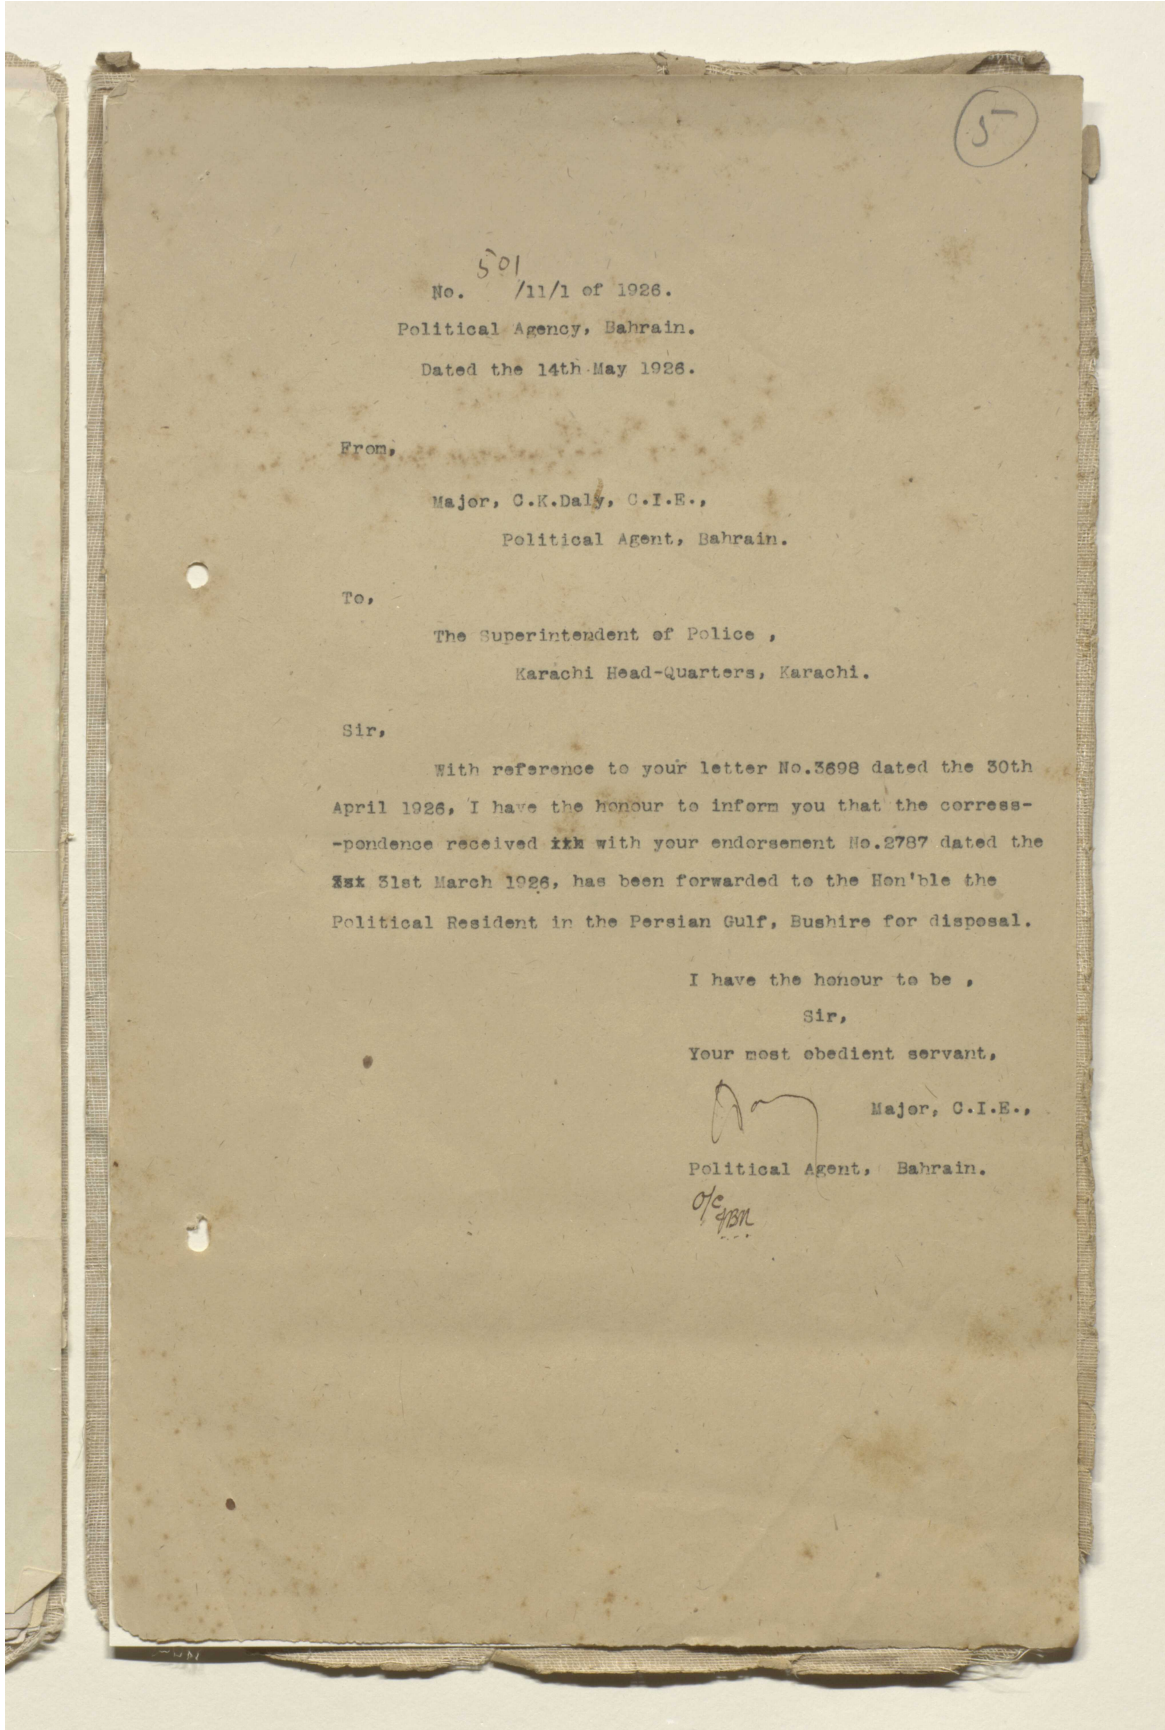 5
501
No. /11/1 of 1926.
Political Agency, Bahrain.
Dated the 14th May 1926.
From,
Major, C.K.Daly, C.I.E.,
Political Agent, Bahrain.
To,
The Superintendent of Police ,
Karachi Head-Quarters, Karachi.
Sir,
With reference to your letter No.3698 dated the 30th
April 1926, I have the honour to inform you that the corress-
-pondence received with your endorsement No.2787 dated the
31st March 1926, has been forwarded to the Hon'ble the
Political Resident in the Persian Gulf, Bushire for disposal.
I have the honour to be ,
Sir,
Your most obedient servant,
Major, C.I.E.,
Political Agent, Bahrain.
O/c